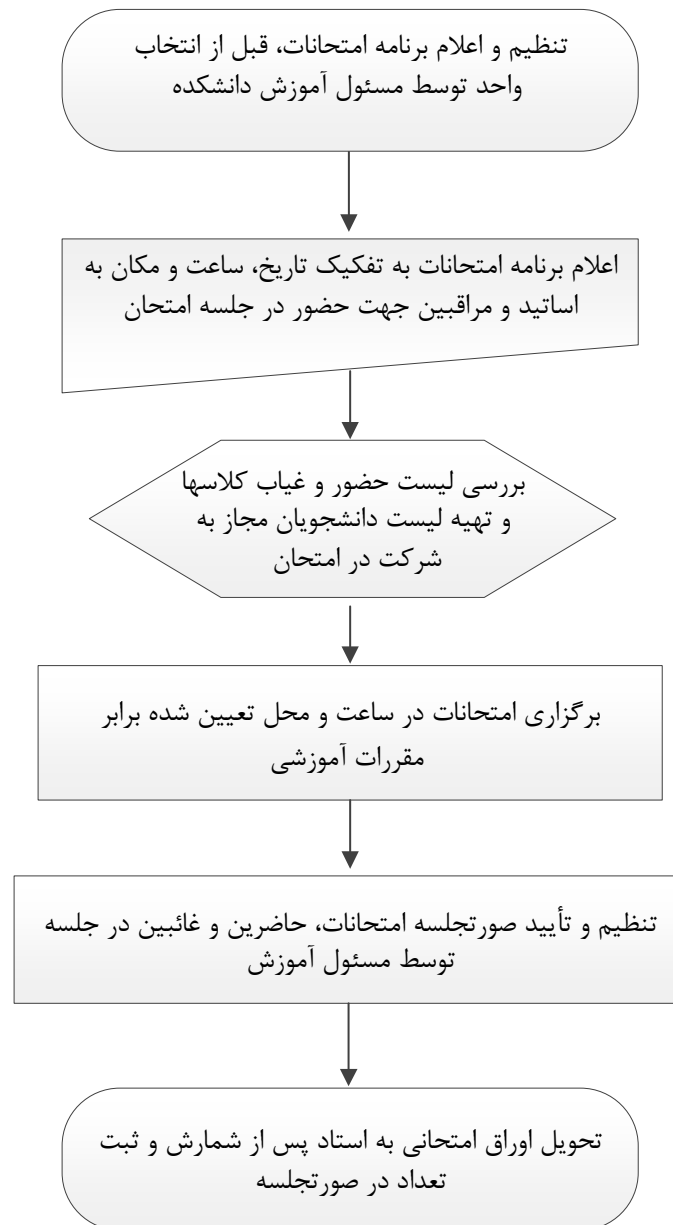 تنظیم و اعلام برنامه امتحانات، قبل از انتخاب
واحد توسط مسئول آموزش دانشکده
اعلام برنامه امتحانات به تفکیک تاریخ، ساعت و مکان به
اساتید و مراقبین جهت حضور در جلسه امتحان
بررسی لیست حضور و غیاب کلاسها
و تهیه لیست دانشجویان مجاز به
شرکت در امتحان
برگزاری امتحانات در ساعت و محل تعیین شده برابر
مقررات آموزشی
تنظیم و تأیید صورتجلسه امتحانات، حاضرین و غائبین در جلسه
توسط مسئول آموزش
تحویل اوراق امتحانی به استاد پس از شمارش و ثبت
تعداد در صورتجلسه